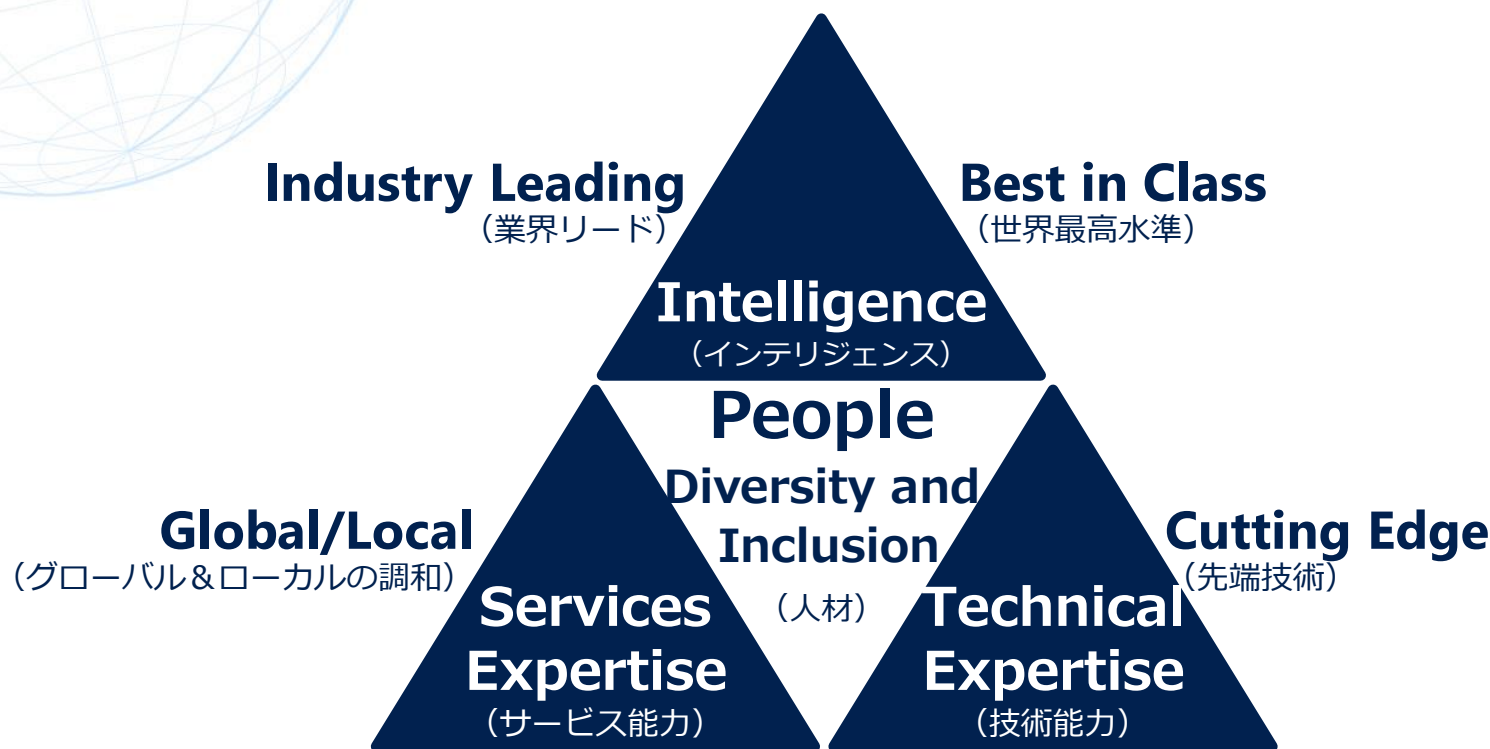 Industry Leading
（業界リード）
Best in Class
（世界最高水準）
Intelligence
（インテリジェンス）
People
Diversity and
Inclusion
（人材）
Global/Local
（グローバル＆ローカルの調和）
Cutting Edge
（先端技術）
Services
Expertise
（サービス能力）
Technical
Expertise
（技術能力）